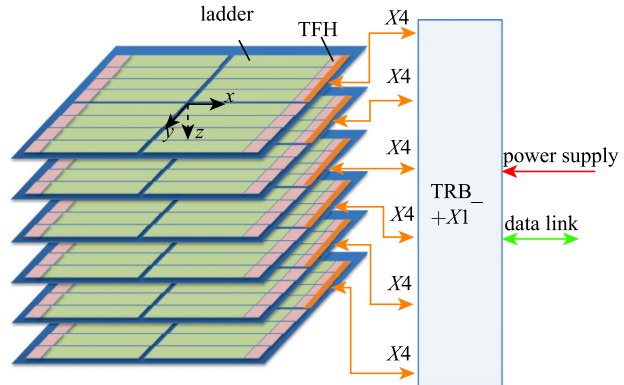 ladder
TFH
X4
X4
X4
X4
X4
X4
x
y
z
TRB_
+X1
power supply
data link